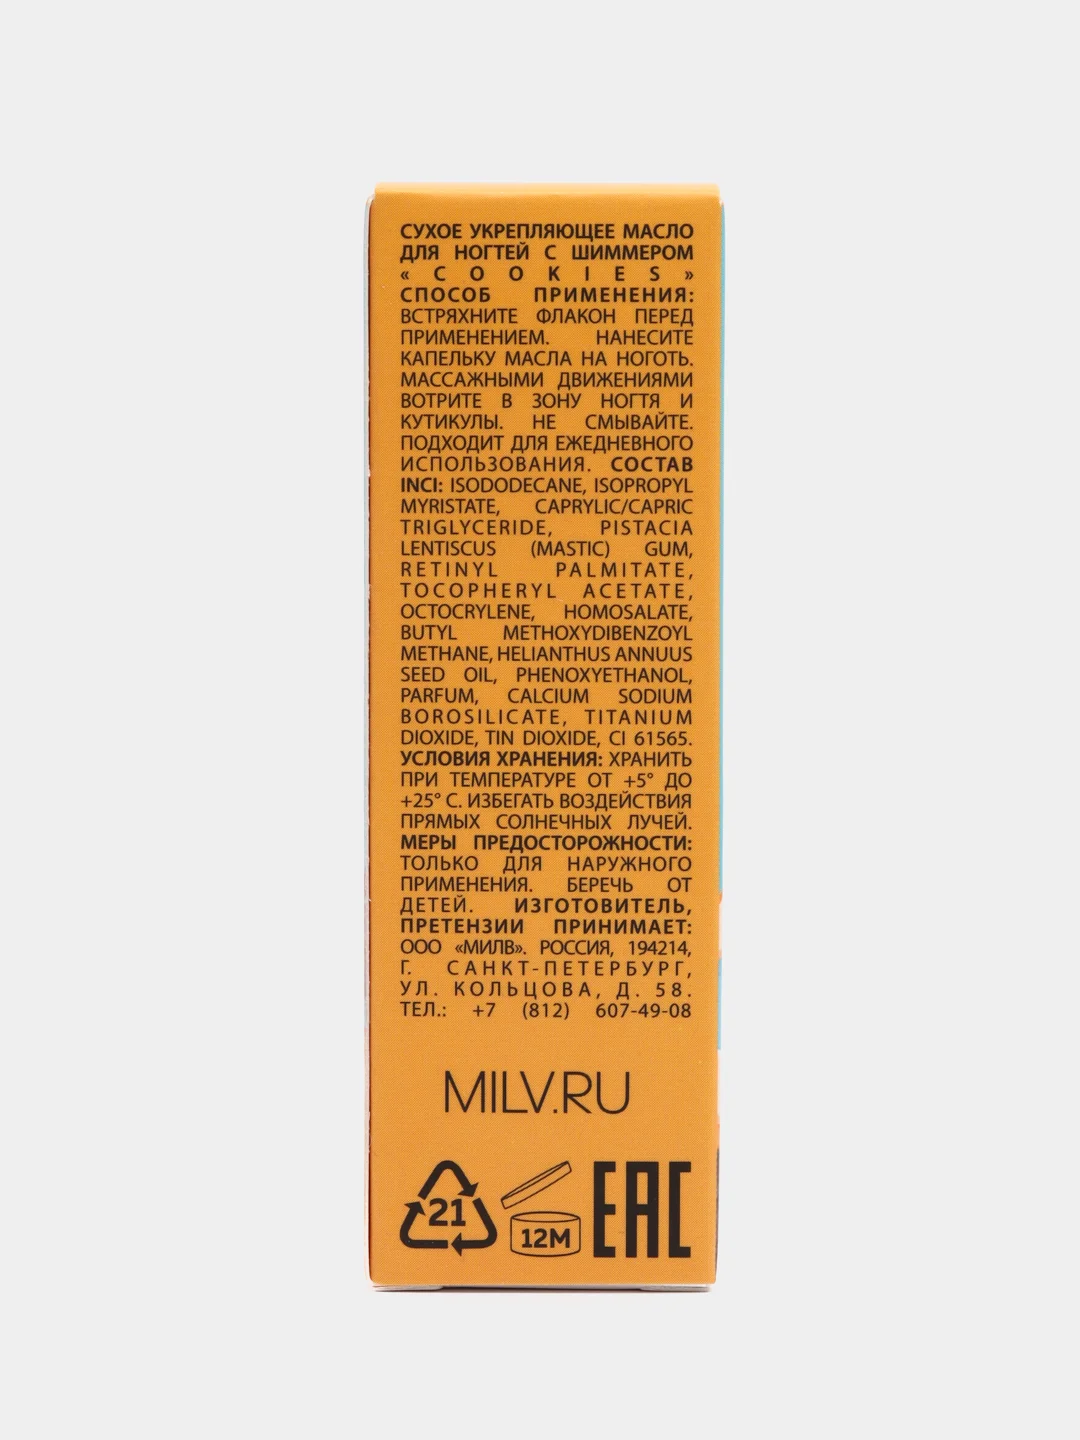 СУХОЕ УКРЕПЛЯЮЩЕЕ МАСЛО
ДЛЯ НОГТЕЙ С ШИММЕРОМ
«COOKIES»
СПОСОБ ПРИМЕНЕНИЯ:
ВСТРЯХНИТЕ ФЛАКОН ПЕРЕД
ПРИМЕНЕНИЕМ. НАНЕСИТЕ
КАПЕЛЬКУ МАСЛА НА НОГОТЬ.
МАССАЖНЫМИ ДВИЖЕНИЯМИ
ВОТРИТЕ В ЗОНУ НОГТЯ И
КУТИКУЛЫ. НЕ СМЫВАЙТЕ.
ПОДХОДИТ ДЛЯ ЕЖЕДНЕВНОГО
ИСПОЛЬЗОВАНИЯ. СОСТАВ
INCI: ISODODECANE, ISOPROPYL
MYRISTATE, CAPRYLIC/CAPRIC
TRIGLYCERIDE, PISTACIA
LENTISCUS (MASTIC) GUM,
RETINYL PALMITATE,
TOCOPHERYL ACETATE,
OCTOCRYLENE, HOMOSALATE,
BUTYL METHOXYDIBENZOYL
METHANE, HELIANTHUS ANNUUS
SEED OIL, PHENOXYETHANOL,
PARFUM, CALCIUM SODIUM
BOROSILICATE, TITANIUM
DIOXIDE, TIN DIOXIDE, CI 61565.
УСЛОВИЯ ХРАНЕНИЯ: ХРАНИТЬ
ПРИ ТЕМПЕРАТУРЕ ОТ +5° ДО
+25° С. ИЗБЕГАТЬ ВОЗДЕЙСТВИЯ
ПРЯМЫХ СОЛНЕЧНЫХ ЛУЧЕЙ.
МЕРЫ ПРЕДОСТОРОЖНОСТИ:
ТОЛЬКО ДЛЯ НАРУЖНОГО
ПРИМЕНЕНИЯ. БЕРЕЧЬ ОТ
ДЕТЕЙ. ИЗГОТОВИТЕЛЬ,
ПРЕТЕНЗИИ ПРИНИМАЕТ:
ООО «МИЛВ». РОССИЯ, 194214,
Г. САНКТ-ПЕТЕРБУРГ,
УЛ. КОЛЬЦОВА, Д. 58.
ТЕЛ.: +7 (812) 607-49-08
MILV.RU
21 12M EAC